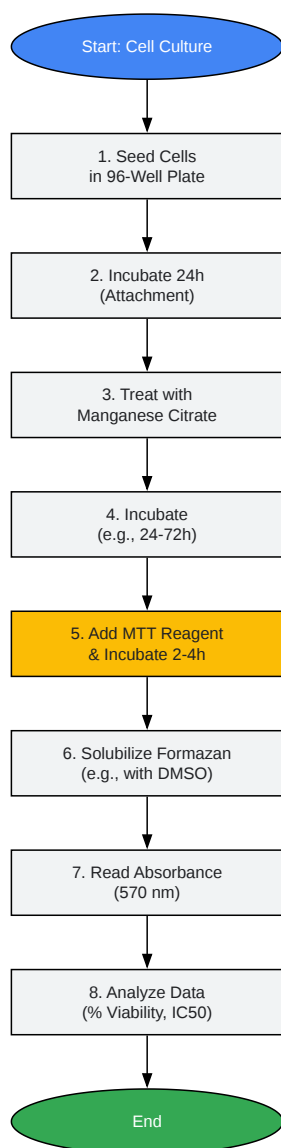 Start: Cell Culture
1. Seed Cells
in 96-Well Plate
2. Incubate 24h
(Attachment)
3. Treat with
Manganese Citrate
4. Incubate
(e.g., 24-72h)
5. Add MTT Reagent
& Incubate 2-4h
6. Solubilize Formazan
(e.g., with DMSO)
7. Read Absorbance
(570 nm)
8. Analyze Data
(% Viability, IC50)
End